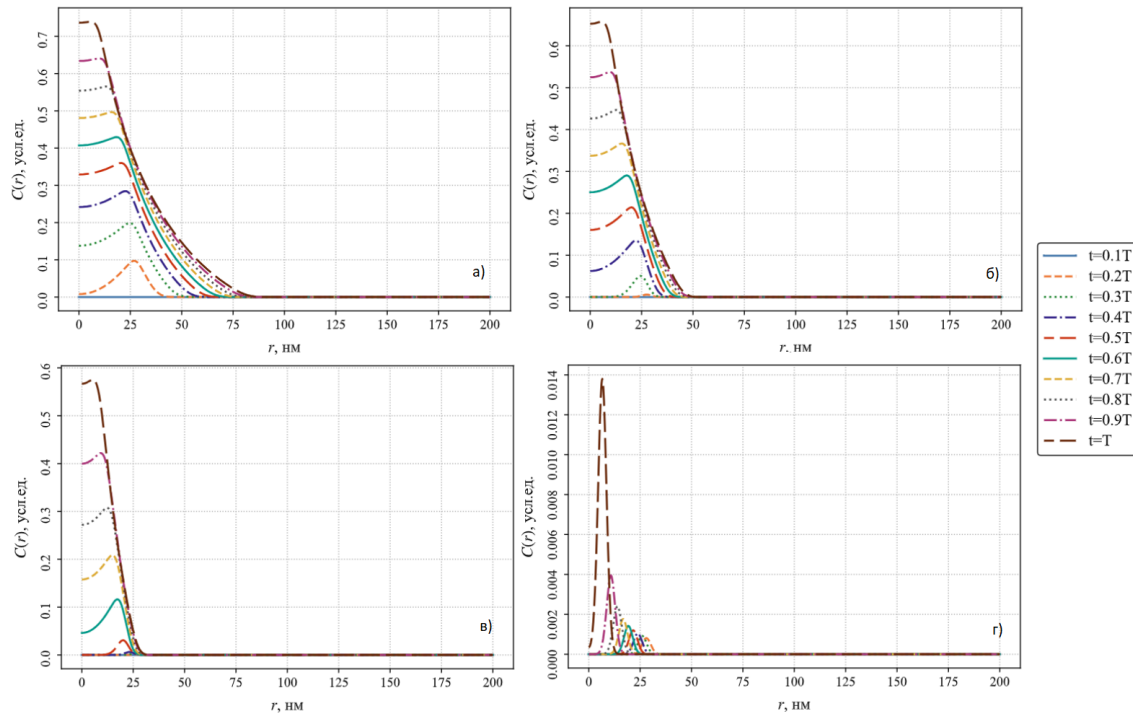 C(r), усл.ед.
0.7
0.6
0.5
0.4
0.3
0.2
0.1
0.0
а)
0 25 50 75 100 125 150 175 200
r, нм
C(r), усл.ед.
0.6
0.5
0.4
0.3
0.2
0.1
0.0
б)
0 25 50 75 100 125 150 175 200
r, нм
t=0.1T
t=0.2T
t=0.3T
t=0.4T
t=0.5T
t=0.6T
t=0.7T
t=0.8T
t=0.9T
t=T
C(r), усл.ед.
0.6
0.5
0.4
0.3
0.2
0.1
0.0
в)
0 25 50 75 100 125 150 175 200
r, нм
C(r), усл.ед.
0.014
0.012
0.010
0.008
0.006
0.004
0.002
0.000
г)
0 25 50 75 100 125 150 175 200
r, нм